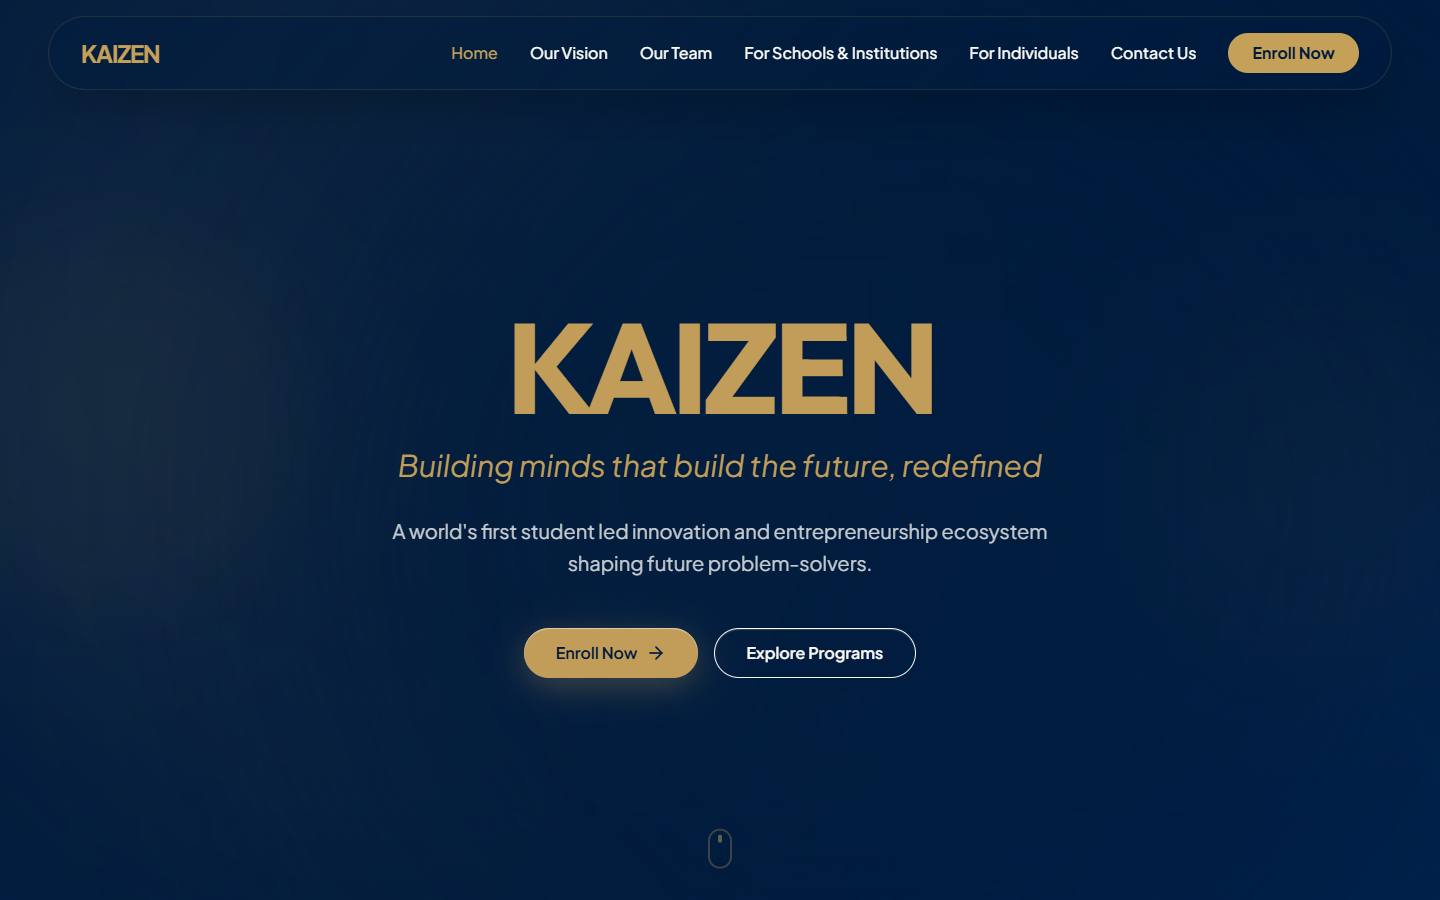 KAIZEN
Home
Our Vision
Our Team
For Schools & Institutions
For Individuals
Contact Us
Enroll Now
KAIZEN
Building minds that build the future, redefined
A world's first student led innovation and entrepreneurship ecosystem
shaping future problem-solvers.
Enroll Now
Explore Programs